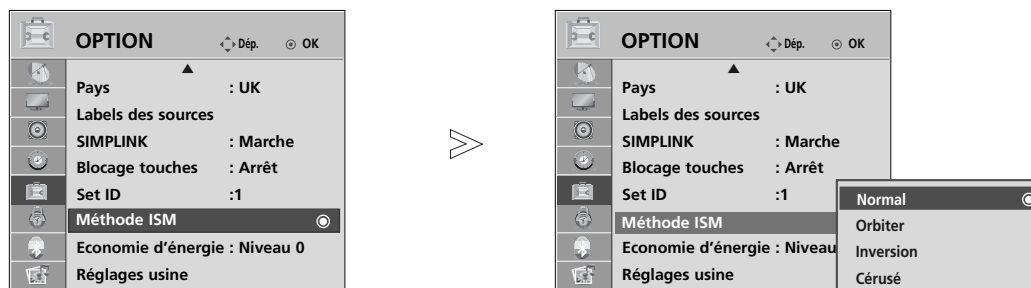 OPTION Dép. OK
Pays : UK
Labels des sources
SIMPLINK : Marche
Blocage touches : Arrêt
Set ID :1
Méthode ISM
Economie d’énergie : Niveau 0
Réglages usine
OPTION Dép. OK
Pays : UK
Labels des sources
SIMPLINK : Marche
Blocage touches : Arrêt
Set ID :1
Méthode ISM
Economie d’énergie : Niveau
Réglages usine
Normal
Orbiter
Inversion
Cérusé